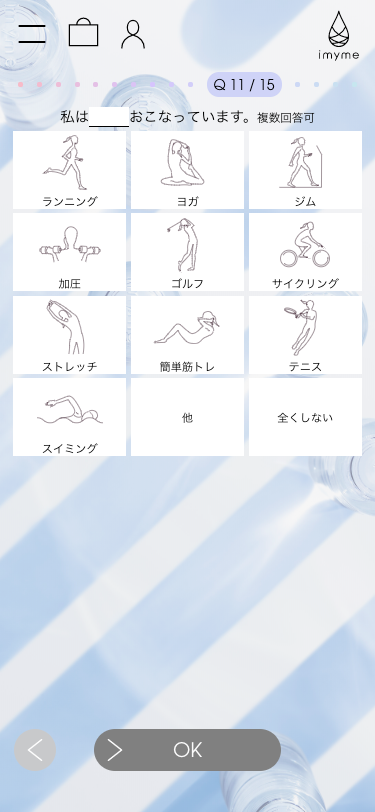 imyme
Q 11 / 15
私は____おこなっています。複数回答可
ランニング
ヨガ
ジム
加圧
ゴルフ
サイクリング
ストレッチ
簡単筋トレ
テニス
スイミング
他
全くしない
OK